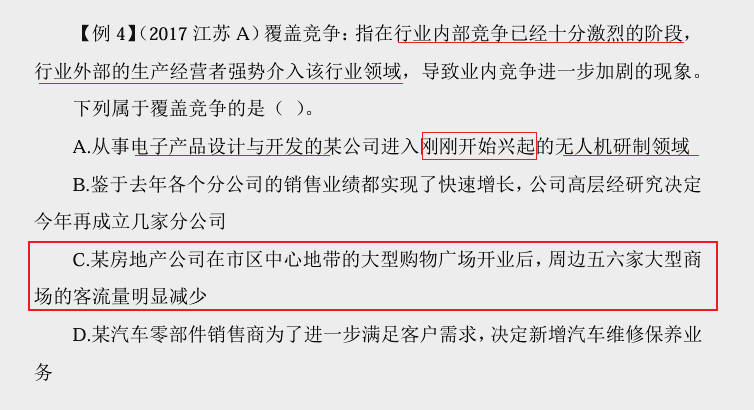 【例 4】（2017 江苏 A）覆盖竞争：指在行业内部竞争已经十分激烈的阶段，
行业外部的生产经营者强势介入该行业领域，导致业内竞争进一步加剧的现象。
下列属于覆盖竞争的是（ ）。
A.从事电子产品设计与开发的某公司进入刚刚开始兴起的无人机研制领域
B.鉴于去年各个分公司的销售业绩都实现了快速增长，公司高层经研究决定
今年再成立几家分公司
C.某房地产公司在市区中心地带的大型购物广场开业后，周边五六家大型商
场的客流量明显减少
D.某汽车零部件销售商为了进一步满足客户需求，决定新增汽车维修保养业
务